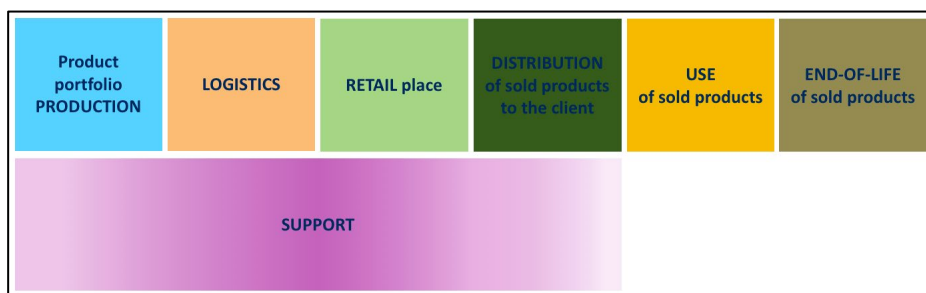 Product
portfolio
PRODUCTION
LOGISTICS
RETAIL place
DISTRIBUTION
of sold products
to the client
USE
of sold products
END-OF-LIFE
of sold products
SUPPORT